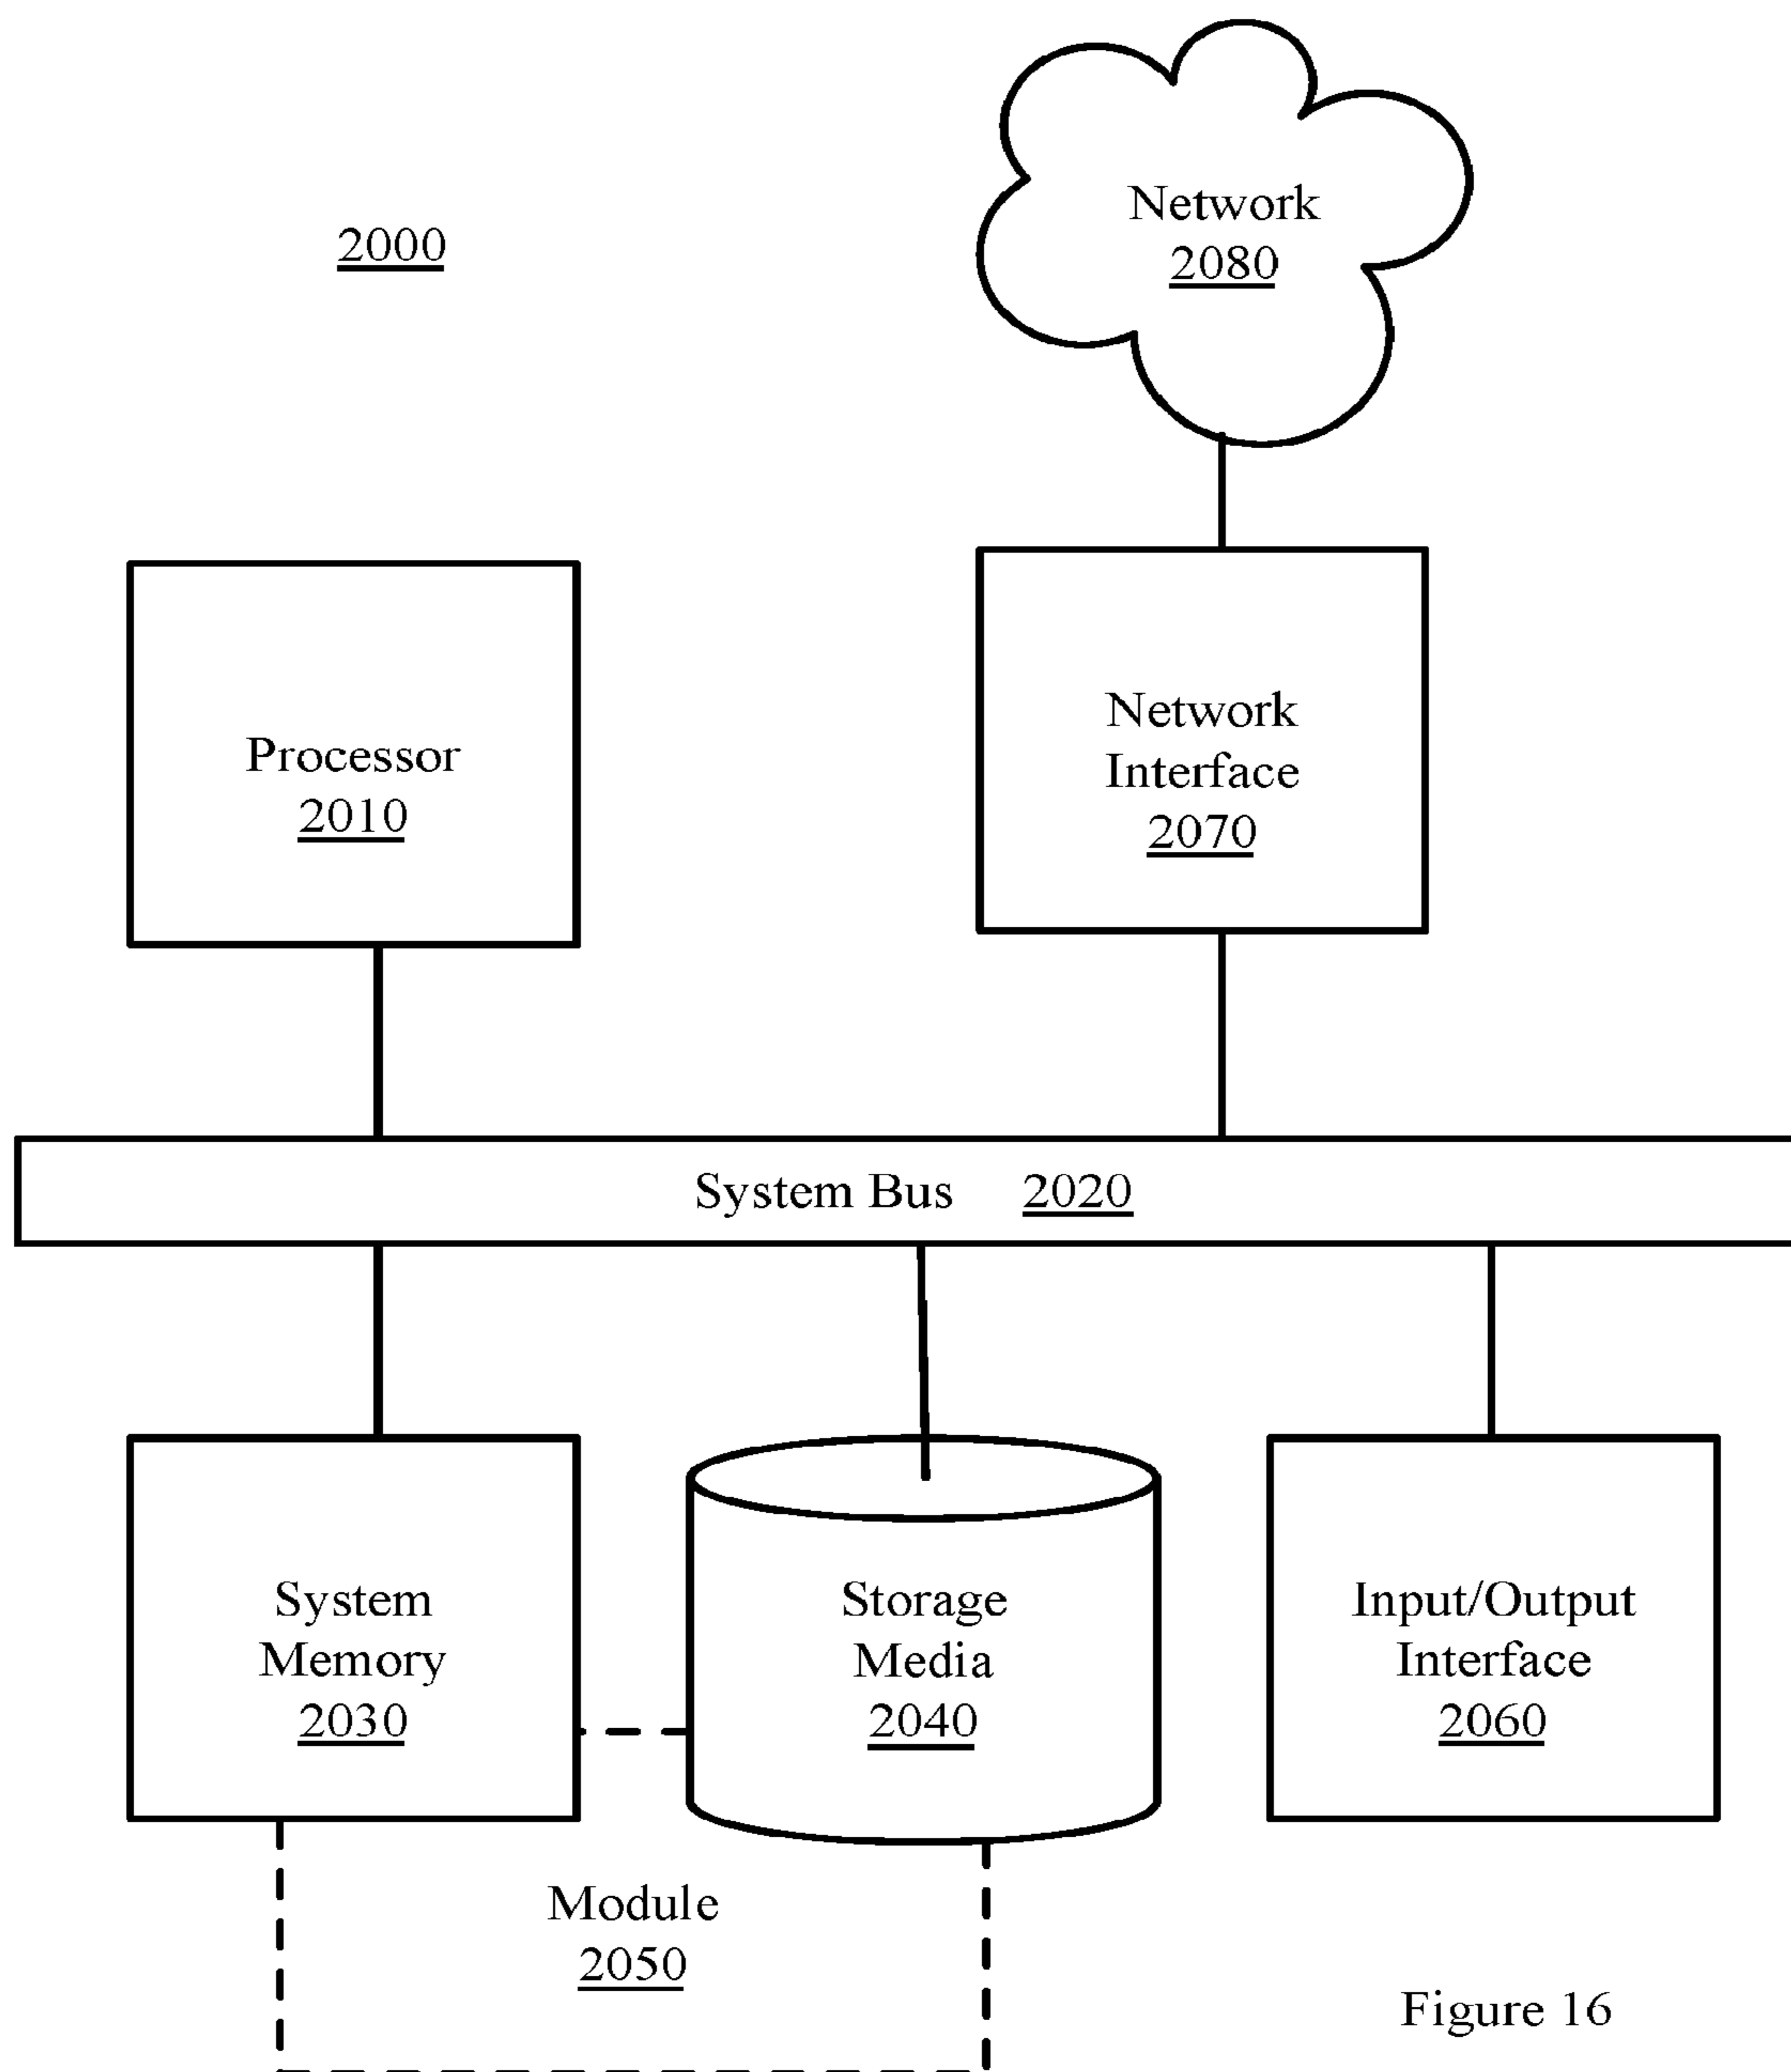 Network
2080
2000
Network
Interface
2070
Processor
2010
System Bus 2020
System
Memory
2030
Storage
Media
2040
Input/Output
Interface
2060
Module
2050
Figure 16